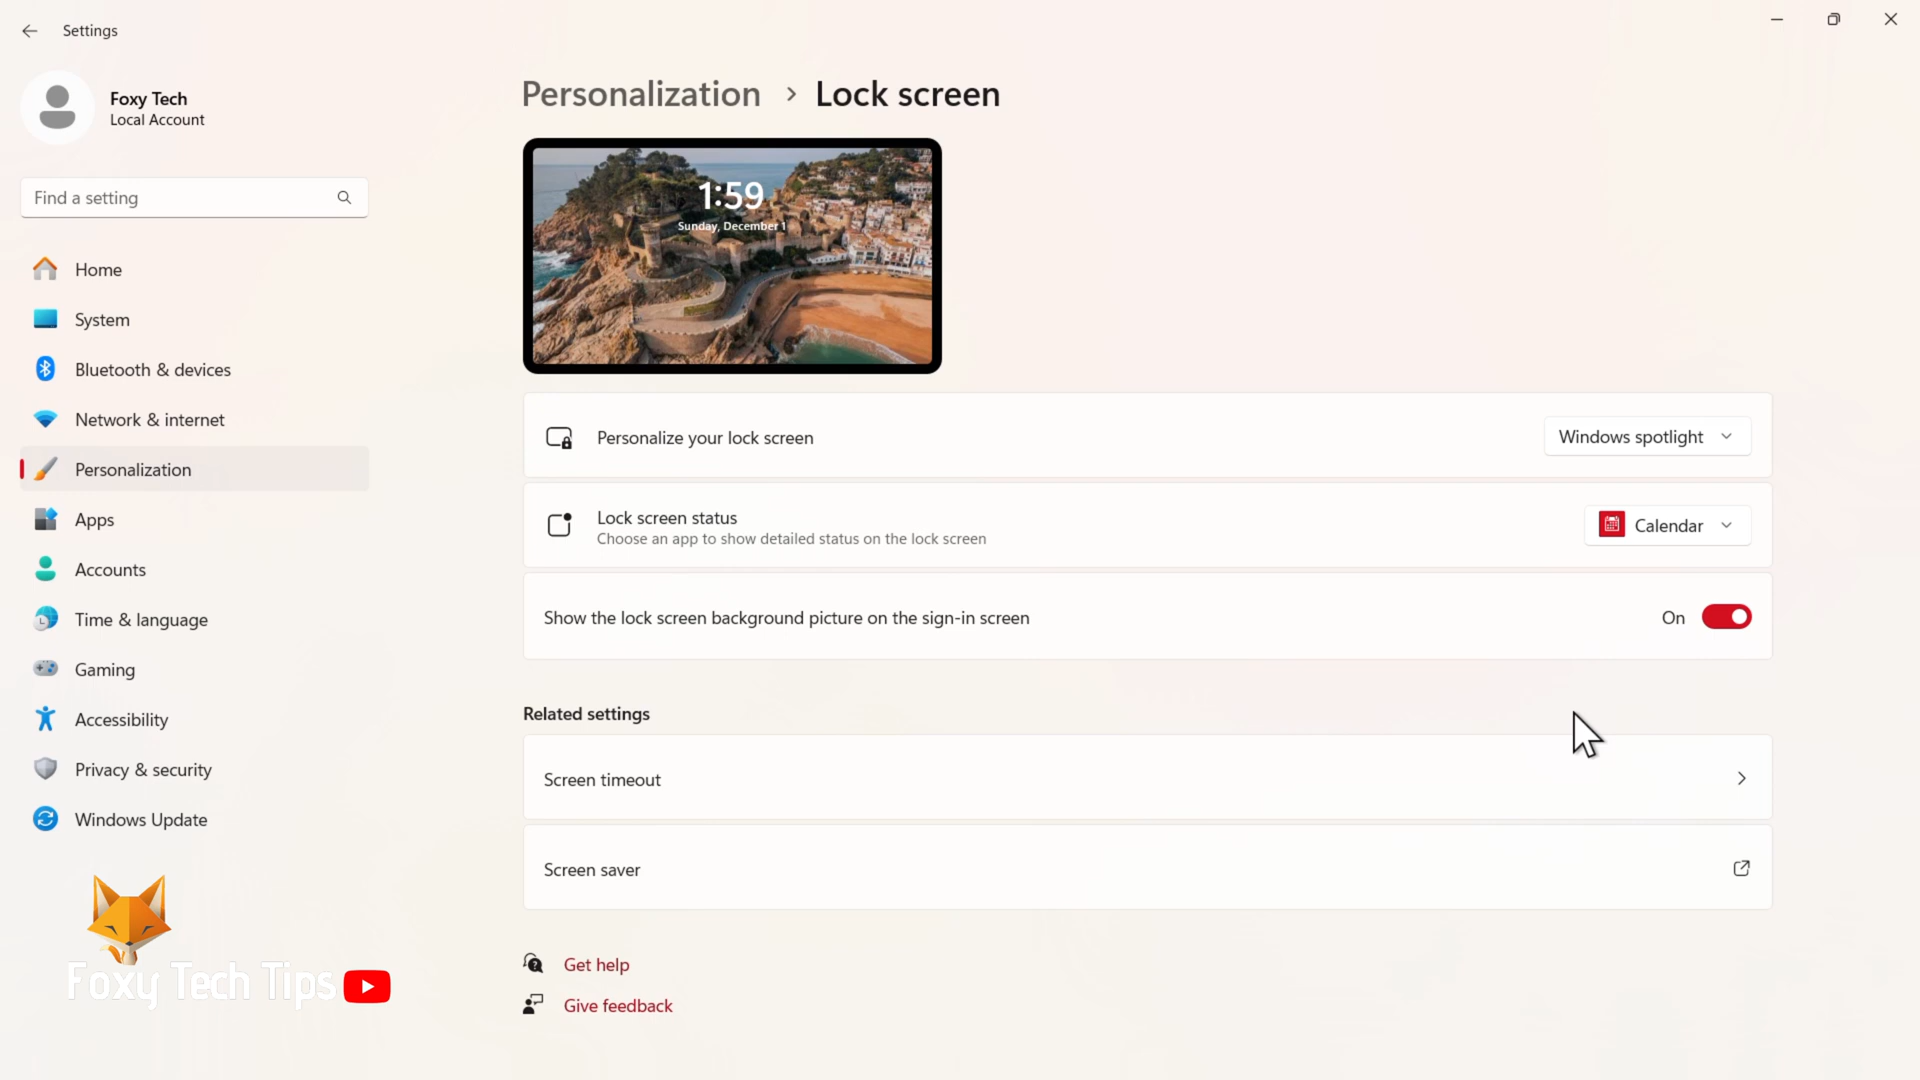 Settings
Foxy Tech
Local Account
Find a setting
Home
System
Bluetooth & devices
Network & internet
Personalization
Apps
Accounts
Time & language
Gaming
Accessibility
Privacy & security
Windows Update
Foxy Tech Tips
Personalization > Lock screen
1:59
Sunday, December 1
Personalize your lock screen
Windows spotlight
Lock screen status
Choose an app to show detailed status on the lock screen
Calendar
Show the lock screen background picture on the sign-in screen
On
Related settings
Screen timeout
Screen saver
Get help
Give feedback